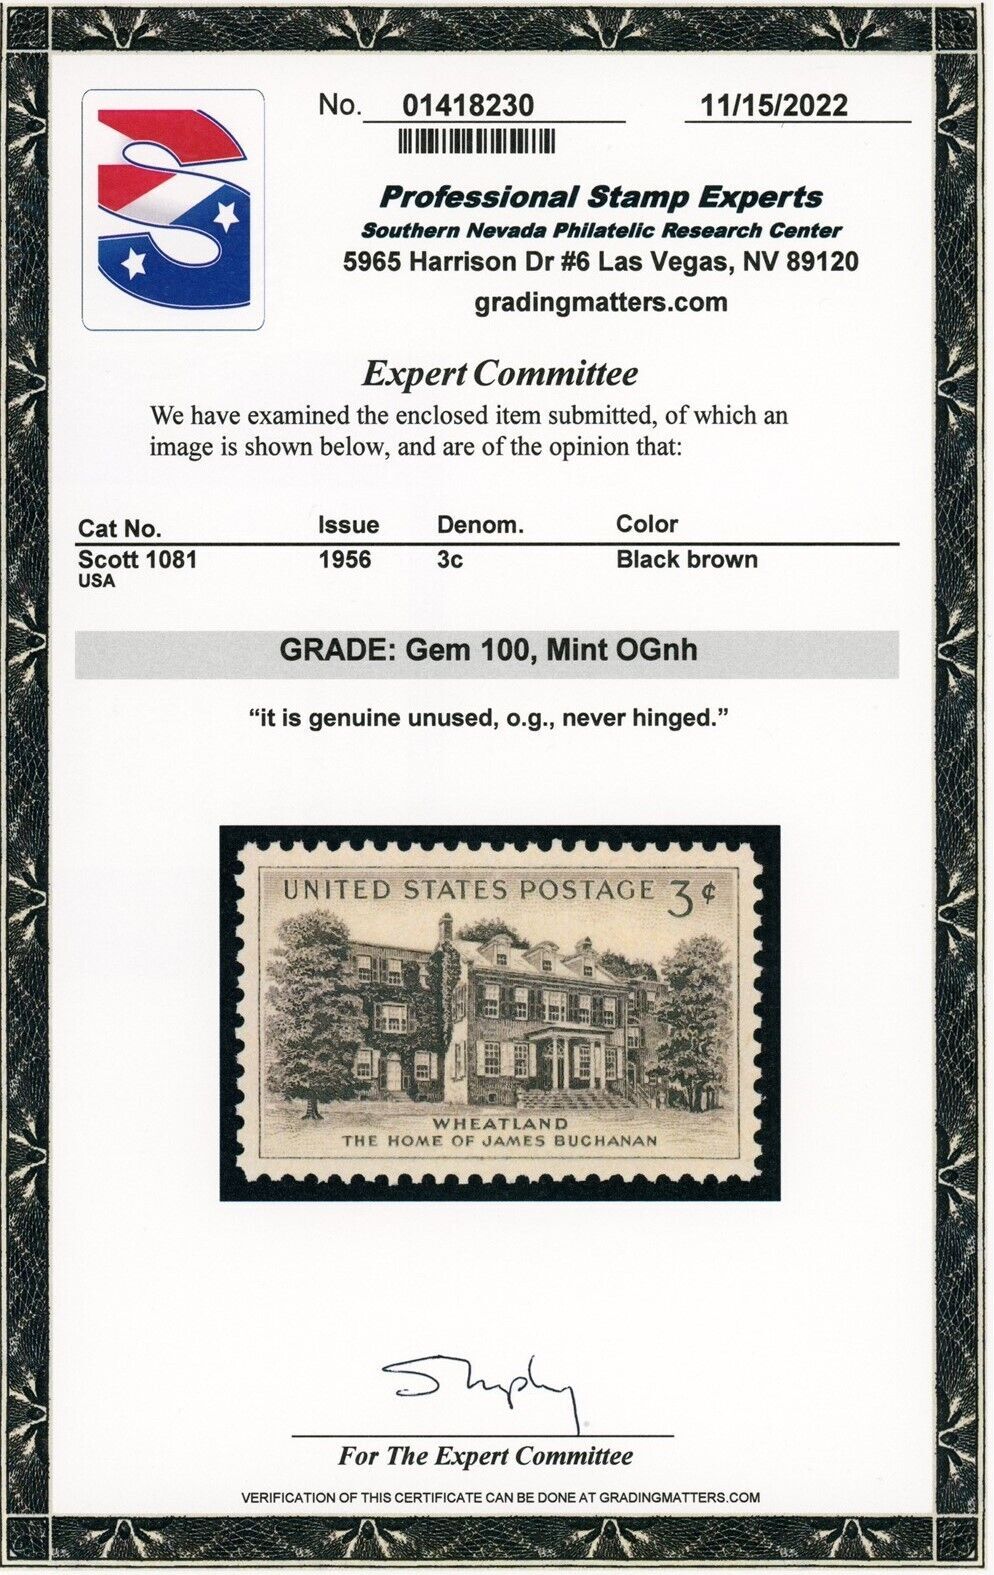 No. 01418230 11/15/2022
Professional Stamp Experts
Southern Nevada Philatelic Research Center
5965 Harrison Dr #6 Las Vegas, NV 89120
gradingmatters.com
Expert Committee
We have examined the enclosed item submitted, of which an
image is shown below, and are of the opinion that:
Cat No. Issue Denom. Color
Scott 1081 1956 3c Black brown
USA
GRADE: Gem 100, Mint OGnh
“it is genuine unused, o.g., never hinged.”
UNITED STATES POSTAGE 3¢
WHEATLAND
THE HOME OF JAMES BUCHANAN
For The Expert Committee
VERIFICATION OF THIS CERTIFICATE CAN BE DONE AT GRADINGMATTERS.COM